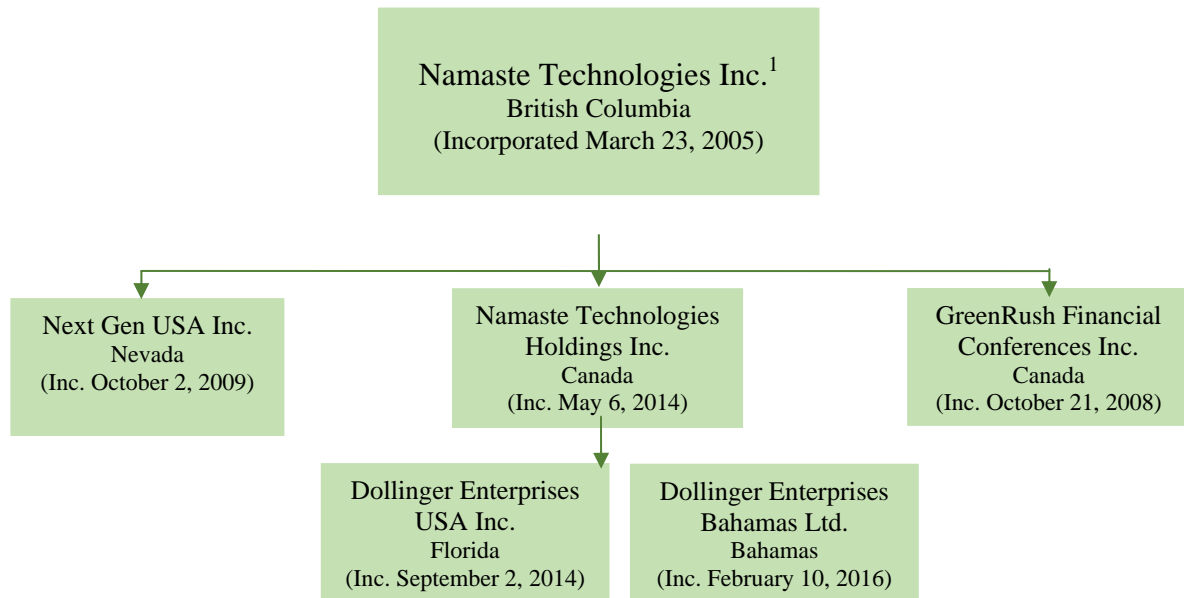 Namaste Technologies Inc.1
British Columbia
(Incorporated March 23, 2005)
Next Gen USA Inc.
Nevada
(Inc. October 2, 2009)
Namaste Technologies
Holdings Inc.
Canada
(Inc. May 6, 2014)
GreenRush Financial
Conferences Inc.
Canada
(Inc. October 21, 2008)
Dollinger Enterprises
USA Inc.
Florida
(Inc. September 2, 2014)
Dollinger Enterprises
Bahamas Ltd.
Bahamas
(Inc. February 10, 2016)